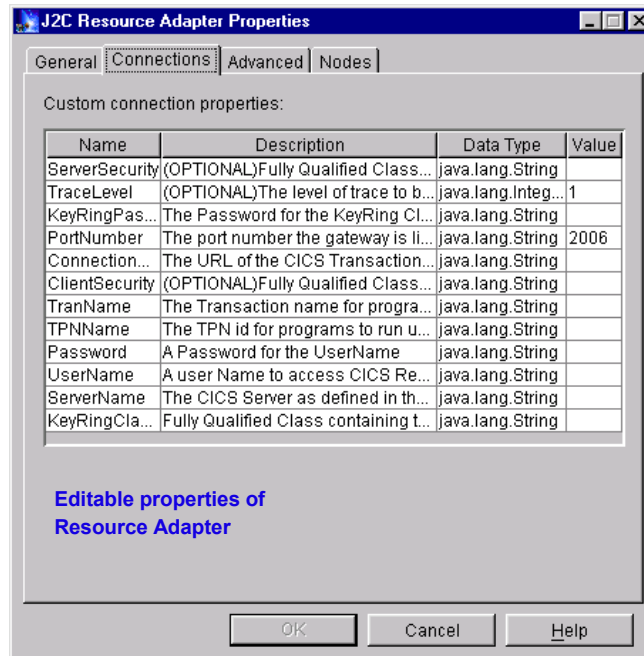 J2C Resource Adapter Properties
General Connections Advanced Nodes
Custom connection properties:
Name Description Data Type Value
ServerSecurity (OPTIONAL)Fully Qualified Class... java.lang.String
TraceLevel (OPTIONAL)The level of trace to b... java.lang.Integ... 1
KeyRingPas... The Password for the KeyRing Cl... java.lang.String
PortNumber The port number the gateway is li... java.lang.String 2006
Connection... The URL of the CICS Transaction... java.lang.String
ClientSecurity (OPTIONAL)Fully Qualified Class... java.lang.String
TranName The Transaction name for progra... java.lang.String
TPNName The TPN id for programs to run u... java.lang.String
Password A Password for the UserName java.lang.String
UserName A user Name to access CICS Re... java.lang.String
ServerName The CICS Server as defined in th... java.lang.String
KeyRingCla... Fully Qualified Class containing t... java.lang.String
Editable properties of
Resource Adapter
OK Cancel Help